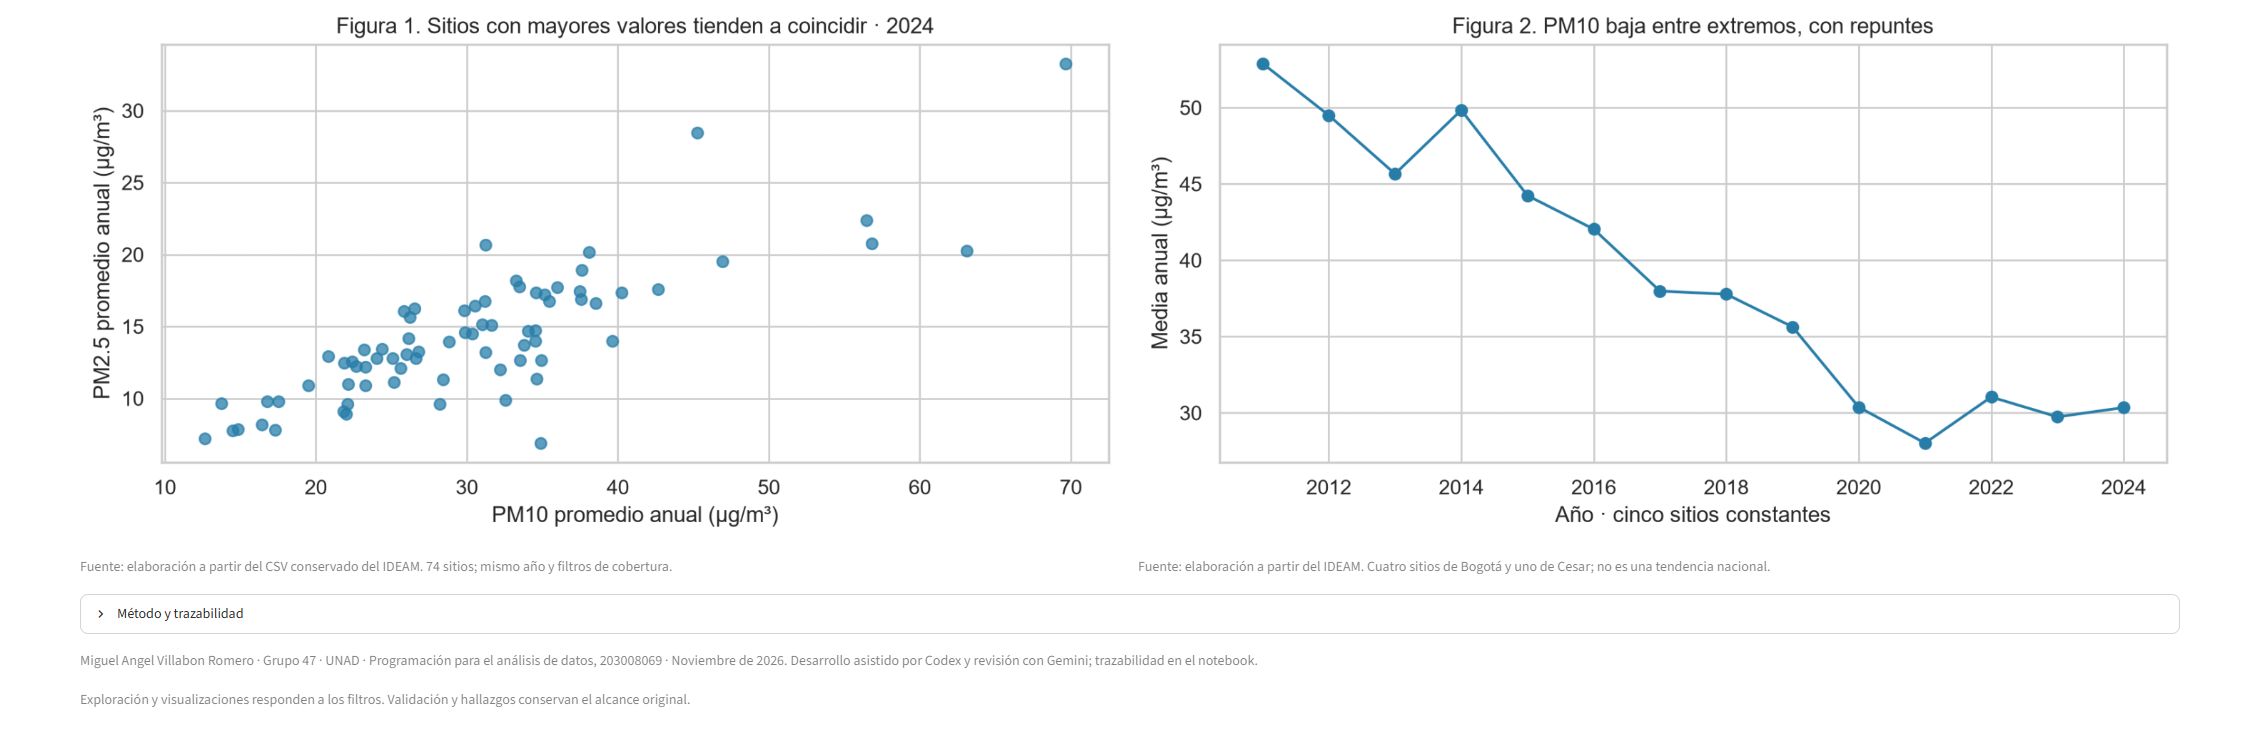 Figura 1. Sitios con mayores valores tienden a coincidir · 2024
PM2.5 promedio anual (µg/m³)
30
25
20
15
10
10 20 30 40 50 60 70
PM10 promedio anual (µg/m³)
Fuente: elaboración a partir del CSV conservado del IDEAM. 74 sitios; mismo año y filtros de cobertura.
Figura 2. PM10 baja entre extremos, con repuntes
Media anual (µg/m³)
50
45
40
35
30
2012 2014 2016 2018 2020 2022 2024
Año · cinco sitios constantes
Fuente: elaboración a partir del IDEAM. Cuatro sitios de Bogotá y uno de Cesar; no es una tendencia nacional.
Método y trazabilidad
Miguel Angel Villabon Romero · Grupo 47 · UNAD · Programación para el análisis de datos, 203008069 · Noviembre de 2026. Desarrollo asistido por Codex y revisión con Gemini; trazabilidad en el notebook.
Exploración y visualizaciones responden a los filtros. Validación y hallazgos conservan el alcance original.